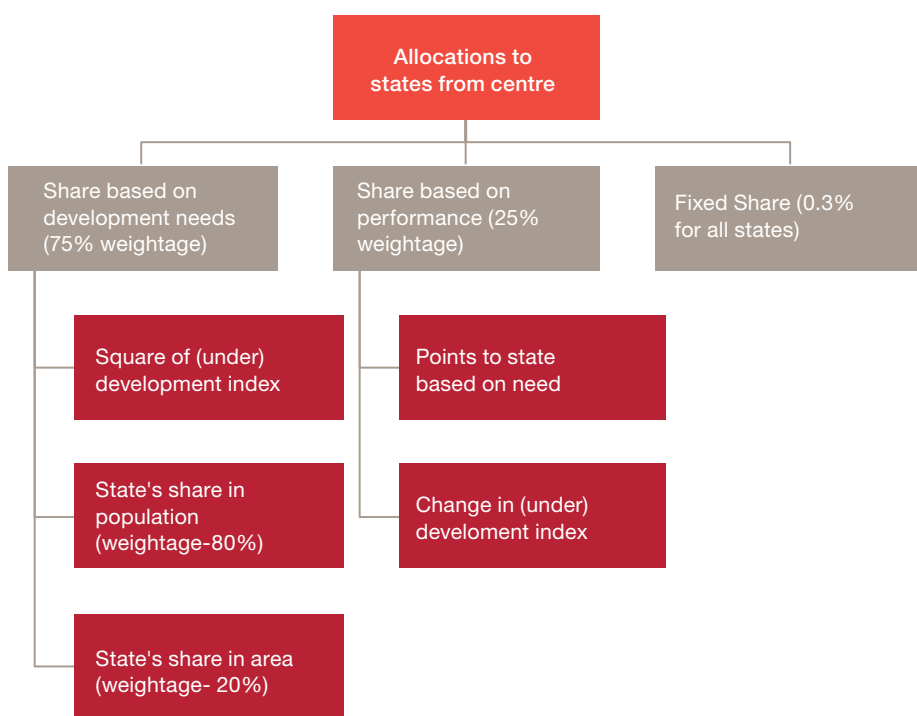 Allocations to
states from centre
Share based on
development needs
(75% weightage)
Share based on
performance (25%
weightage)
Fixed Share (0.3%
for all states)
Square of (under)
development index
State's share in
population
(weightage-80%)
State's share in area
(weightage- 20%)
Points to state
based on need
Change in (under)
develoment index